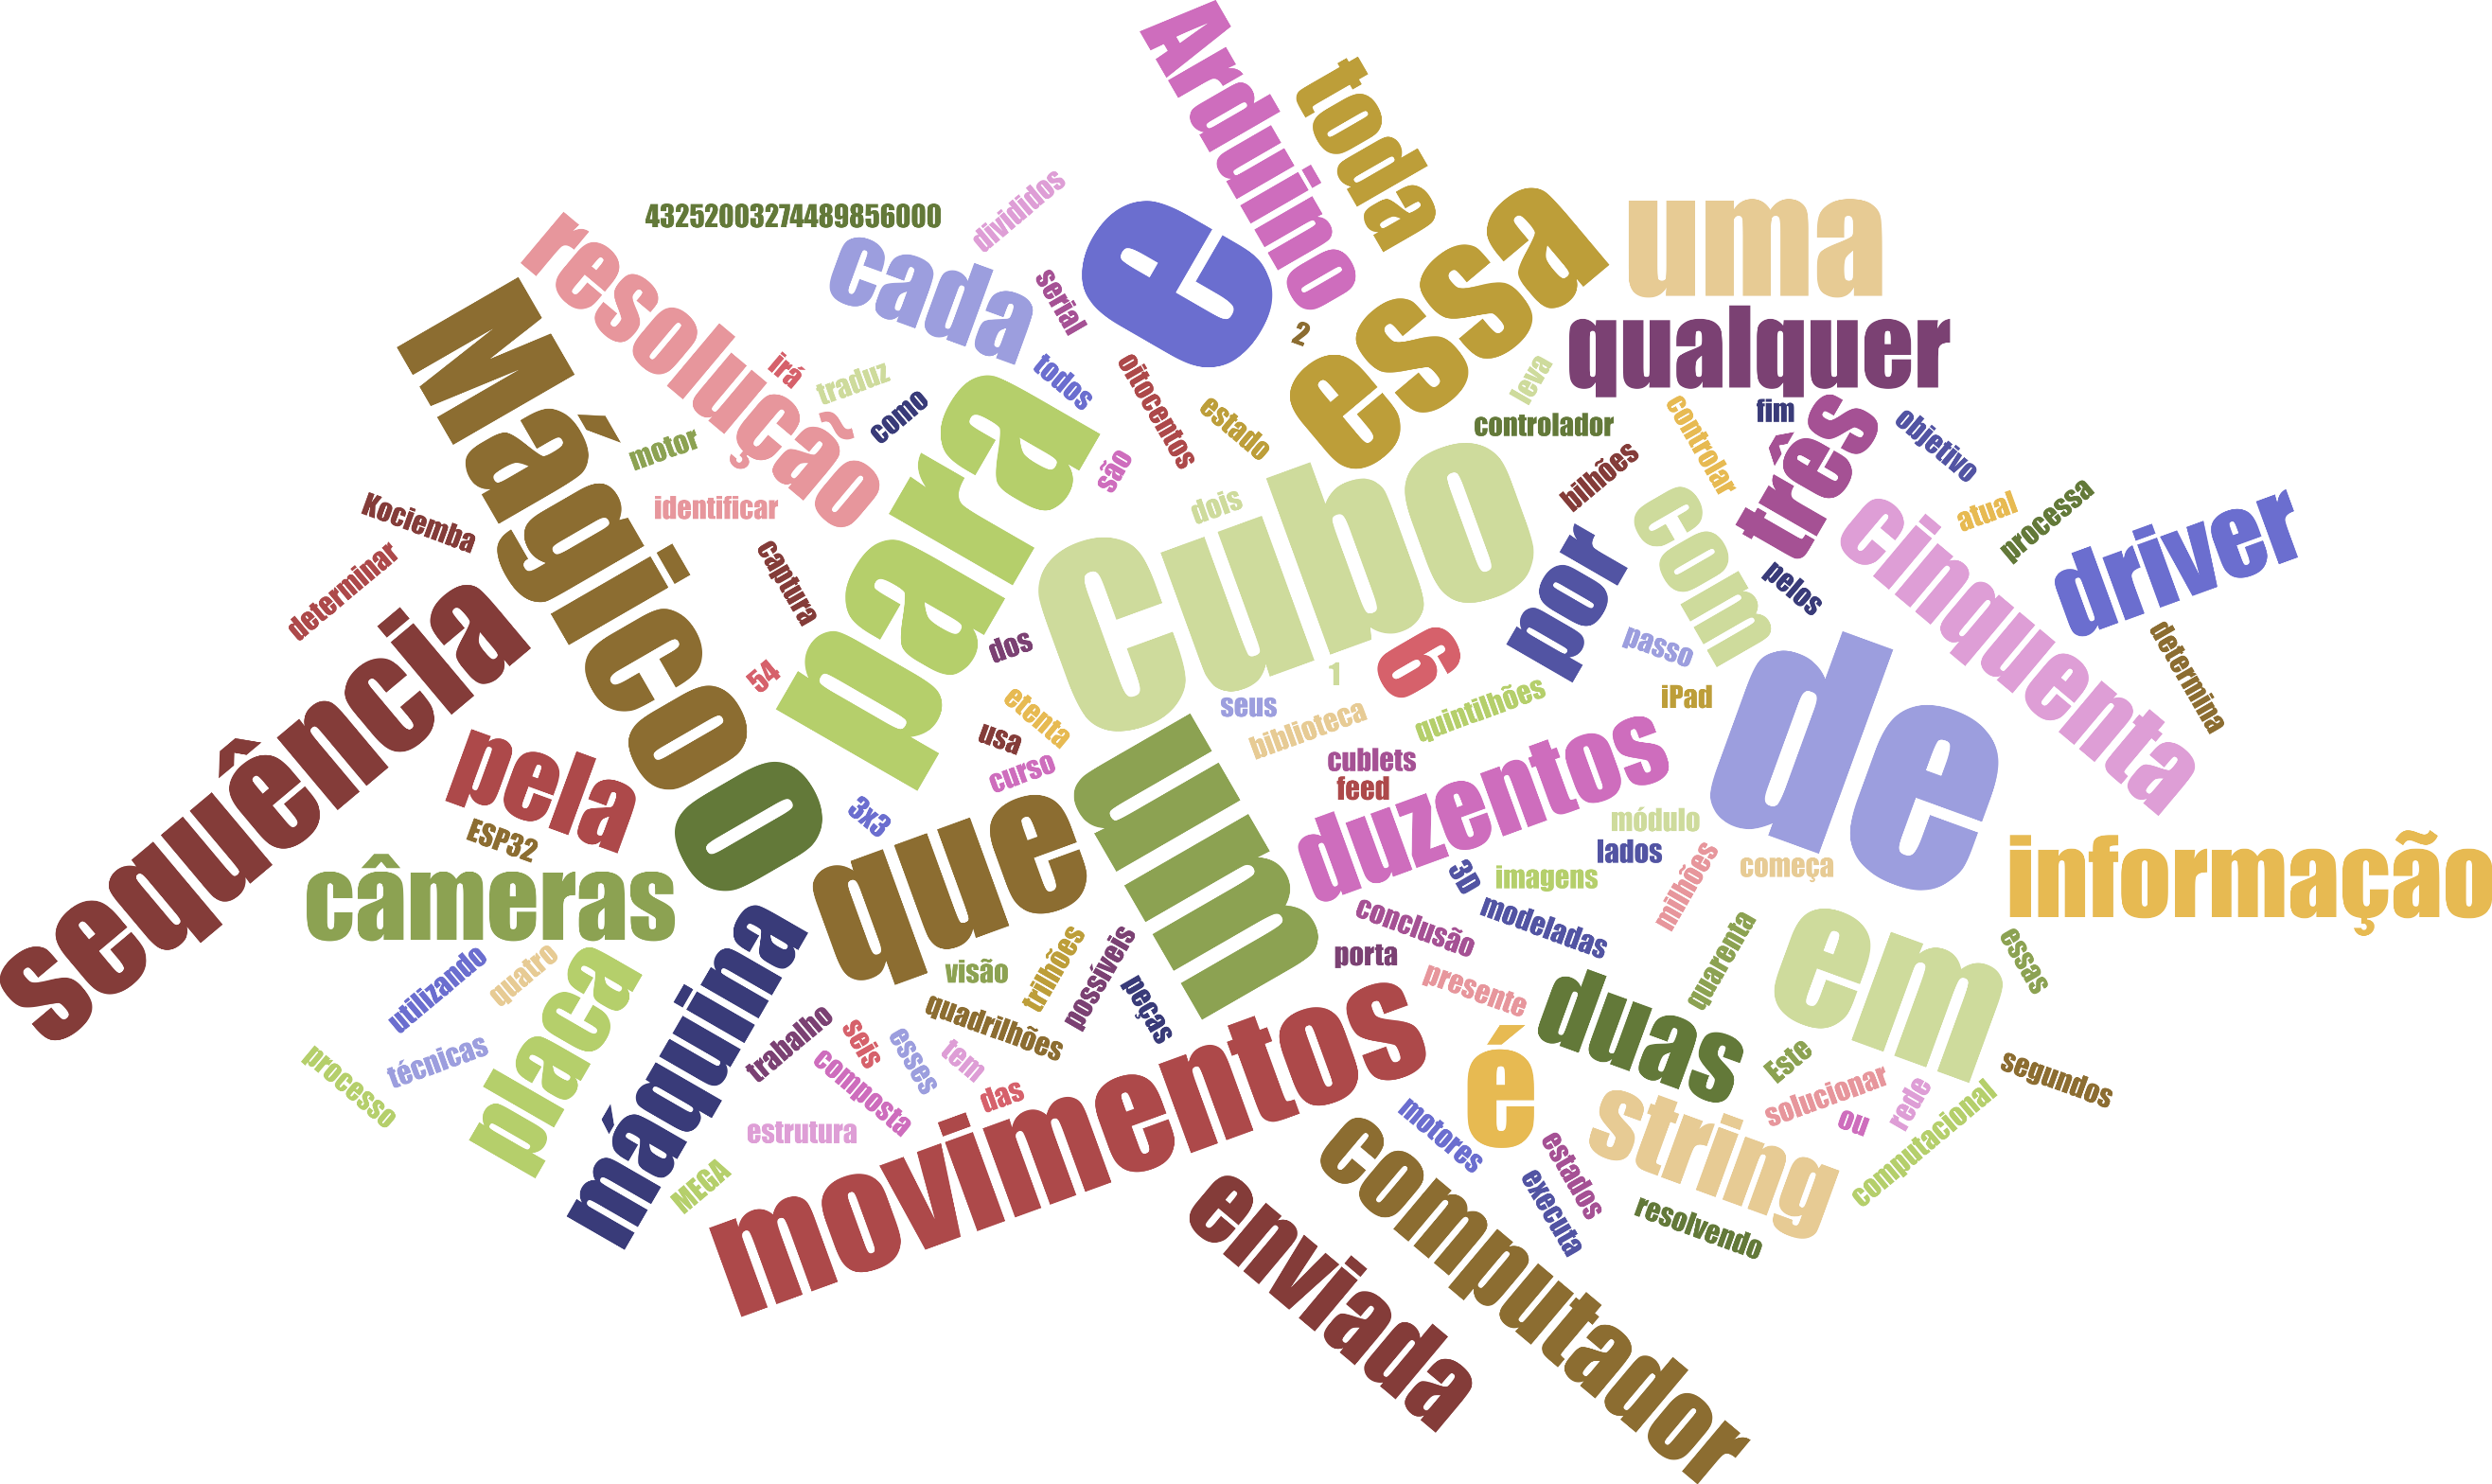 Arduino
toda
dividido​s
43252003274489856000
e
essa
uma
resolução
cada
serial
2
qualquer
Mágico
irá
traduz
como
todos
oitocentos
estado
leva
controlador
controlar
fim
três
objetivo
motor
para
são
bilhões
atual
processa
Kociemba
identificar
dois
cubo
por
com
cinquenta
driver
determinar
captura
dos
a
passo
pelos
determina
sequência
54
etenta
1
seus
iPad
de
pela
usa
biblioteca
quintilhões
curso
um
cublets
feed
duzentos
módulo
ESP32
o
3x3
que
lados
milhões
começa
informação
câmeras
3D
imagens
modeladas
conclusão
utilizando
quatro
máquina
visão
trilhões
possíveis
peças
porta
presente
quarenta
em
essas
placa
quadrilhões
movimentos
duas
processo
técnicas
trabalho
seis
esses
tem
das
é
Este
segundos
composta
estrutura
motores
string
solucionar
ou
rede
computacional
MEGA
estados
executa
resolvendo
enviada
computador